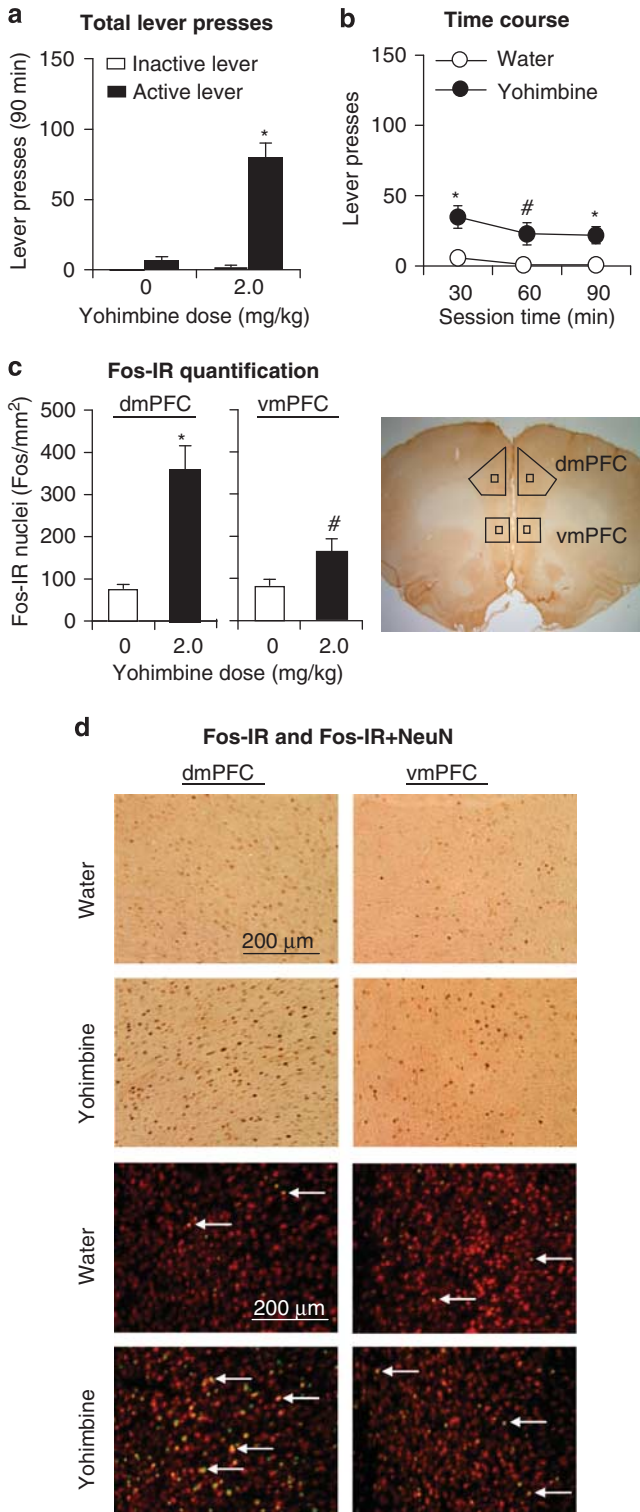 a
Total lever presses
Lever presses (90 min)
150
100
50
0
Inactive lever
Active lever
*
0 2.0
Yohimbine dose (mg/kg)
b
Time course
Lever presses
150
100
50
0
Water
Yohimbine
* # *
30 60 90
Session time (min)
c
Fos-IR quantification
dmPFC vmPFC
Fos-IR nuclei (Fos/mm²)
500
400
300
200
100
0
*
#
0 2.0 0 2.0
Yohimbine dose (mg/kg)
dmPFC
vmPFC
d
Fos-IR and Fos-IR+NeuN
dmPFC vmPFC
Water
200 μm
Yohimbine
Water
200 μm
Yohimbine